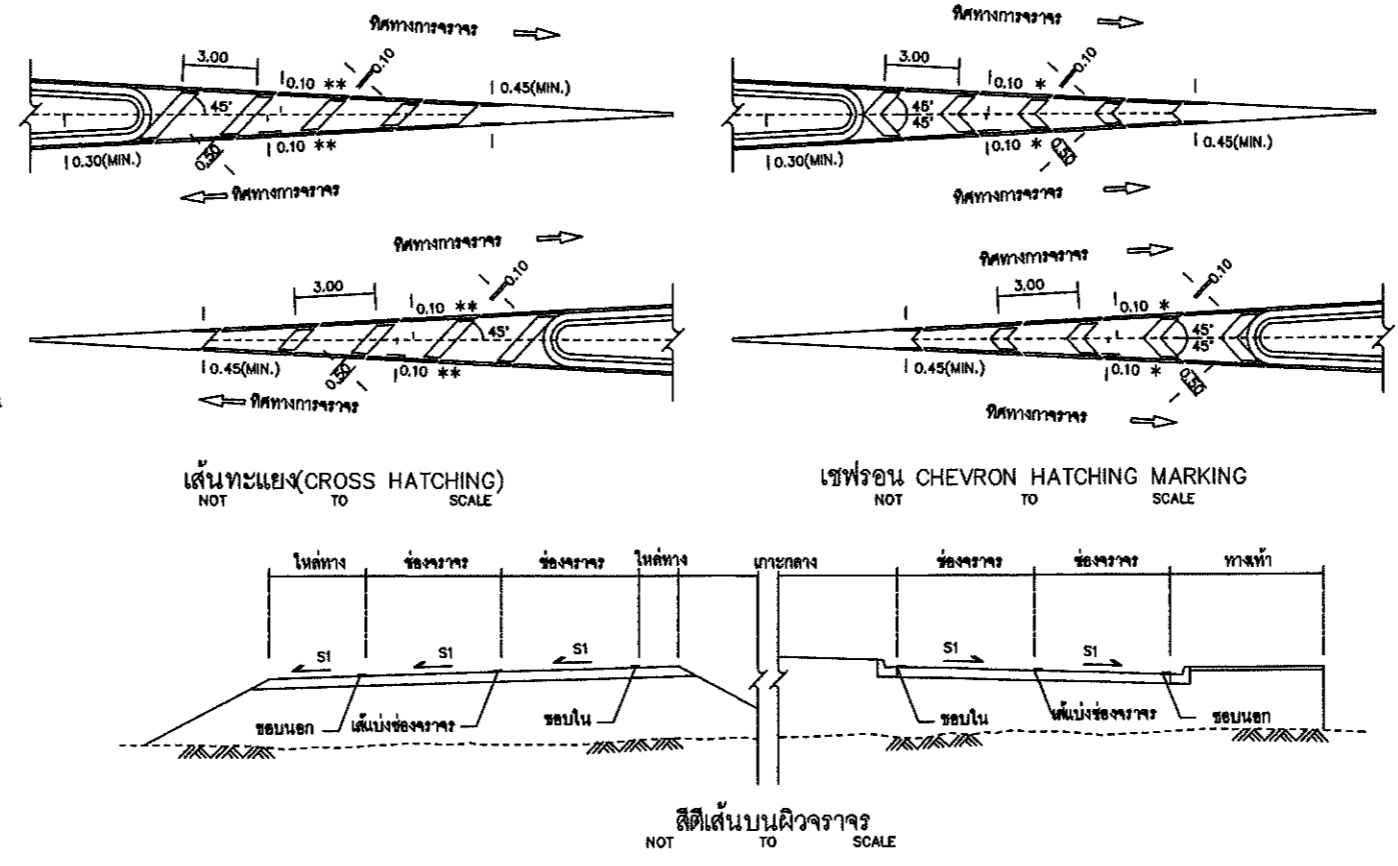 ทิศทางการจราจร
3.00
0.10 **
0.10
0.45(MIN.)
45°
0.30(MIN.)
0.50
0.10 **
ทิศทางการจราจร
ทิศทางการจราจร
3.00
0.10 *
0.10
45°
45°
0.30(MIN.)
0.10 *
0.50
0.45(MIN.)
ทิศทางการจราจร
ทิศทางการจราจร
3.00
0.10 **
0.10
45°
0.45(MIN.)
0.50
0.10 **
ทิศทางการจราจร
ทิศทางการจราจร
3.00
0.10 *
0.10
45°
45°
0.45(MIN.)
0.10 *
0.50
ทิศทางการจราจร
เส้นทะแยง(CROSS HATCHING)
NOT TO SCALE
เชฟรอน CHEVRON HATCHING MARKING
NOT TO SCALE
ไหล่ทาง ช่องจราจร ช่องจราจร ไหล่ทาง เกาะกลาง ช่องจราจร ช่องจราจร ทางเท้า
S1 S1 S1 S1 S1
ขอบนอก เส้นแบ่งช่องจราจร ขอบใน ขอบใน เส้นแบ่งช่องจราจร ขอบนอก
สีตีเส้นบนผิวจราจร
NOT TO SCALE